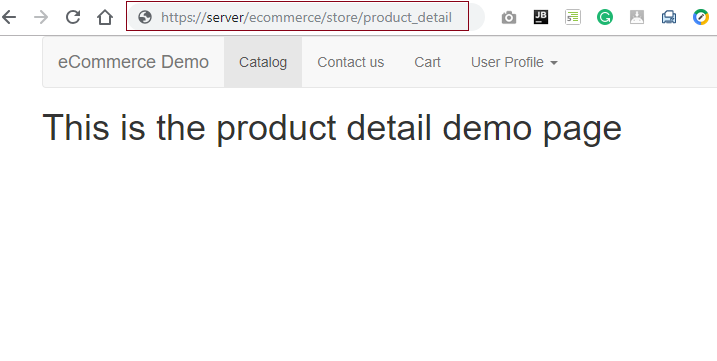 https://server/ecommerce/store/product_detail
JB
eCommerce Demo Catalog Contact us Cart User Profile
This is the product detail demo page